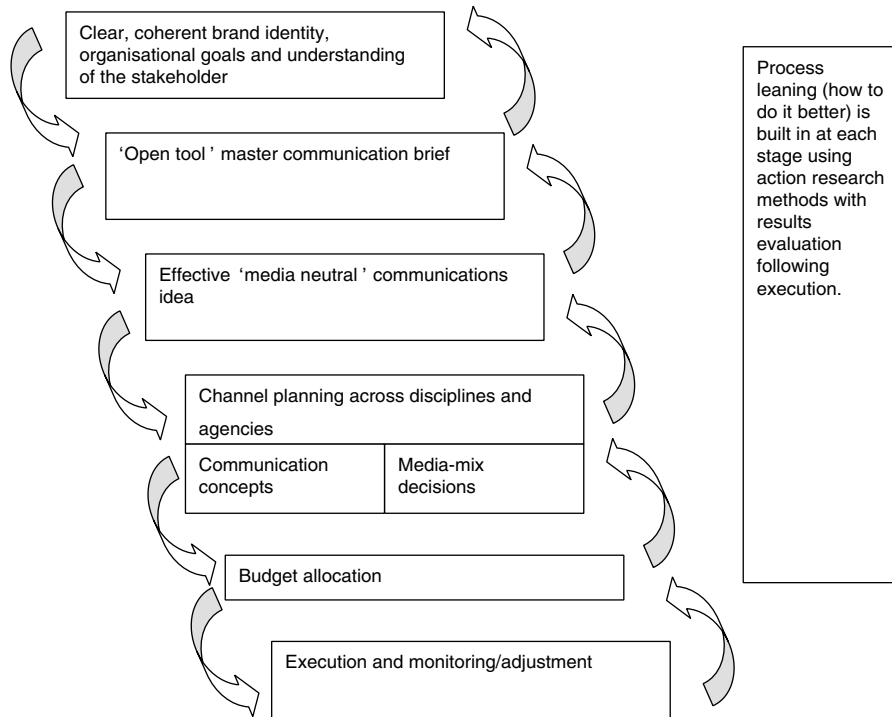 Clear, coherent brand identity,
organisational goals and understanding
of the stakeholder
‘Open tool ’ master communication brief
Effective ‘media neutral ’ communications
idea
Channel planning across disciplines and
agencies
Communication
concepts
Media-mix
decisions
Budget allocation
Execution and monitoring/adjustment
Process
leaning (how to
do it better) is
built in at each
stage using
action research
methods with
results
evaluation
following
execution.